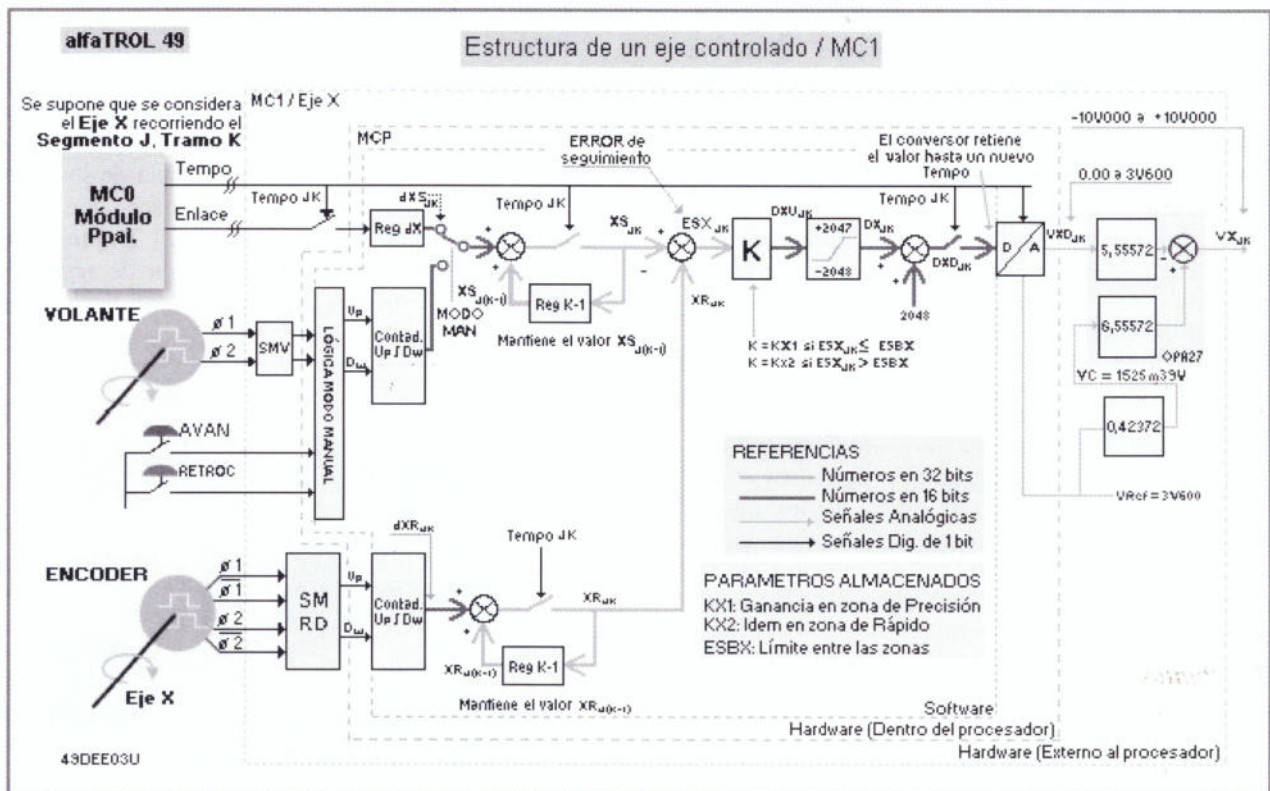 alfaTROL 49
Estructura de un eje controlado / MC1
Se supone que se considera
el Eje X recorriendo el
Segmento J, Tramo K
MC1 / Eje X
MCP
ERROR de
seguimiento
El conversor retiene
el valor hasta un nuevo
Tempo
-10V000 a +10V000
0.00 a 3V600
MC0
Módulo
Ppal.
Tempo
Enlace
Tempo JK
dXS JK
Reg dX
Tempo JK
XS JK
ESX JK
DXU JK
DX JK
Tempo JK
DXD JK
VXD JK
VX JK
K
+2047
-2048
D
A
5,55572
XS J(K-1)
MODO
MAN
Reg K-1
Mantiene el valor XS J(K-1)
XR JK
2048
K = KX1 si ESX JK ≤ ESBX
K = KX2 si ESX JK > ESBX
6,55572
OPA27
VC = 1525m39V
0,42372
VRef = 3V600
VOLANTE
ø 1
ø 2
SMV
LÓGICA MODO MANUAL
Up
Dw
Contad.
Up ∫ Dw
AVAN
RETROC
REFERENCIAS
Números en 32 bits
Números en 16 bits
Señales Analógicas
Señales Dig. de 1 bit
PARAMETROS ALMACENADOS
KX1: Ganancia en zona de Precisión
KX2: Idem en zona de Rápido
ESBX: Límite entre las zonas
ENCODER
ø 1
ø 1
ø 2
ø 2
SM
RD
Up
Dw
Contad.
Up ∫ Dw
dXR JK
Tempo JK
XR JK
XR J(K-1)
Reg K-1
Mantiene el valor XR J(K-1)
Eje X
Software
Hardware (Dentro del procesador)
Hardware (Externo al procesador)
49DEE03U